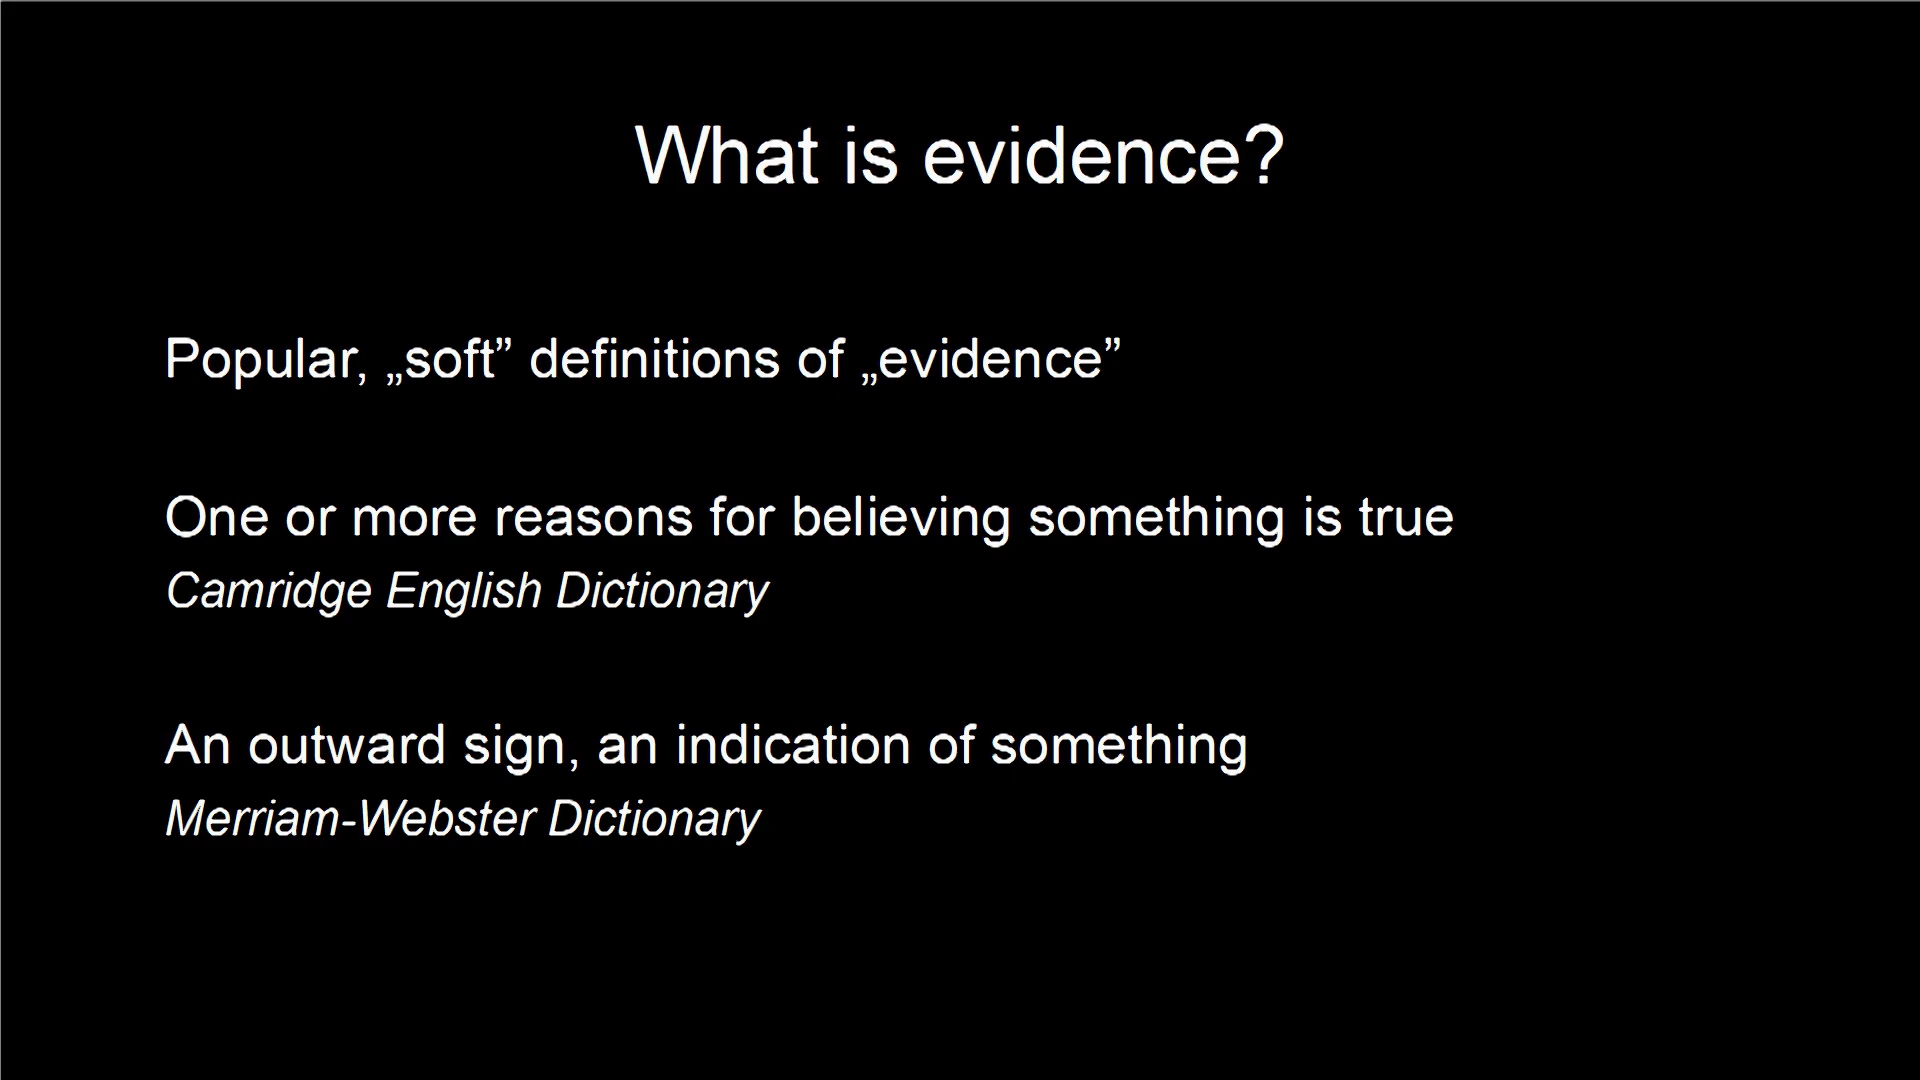 What is evidence?
Popular, „soft” definitions of „evidence”
One or more reasons for believing something is true
Camridge English Dictionary
An outward sign, an indication of something
Merriam-Webster Dictionary